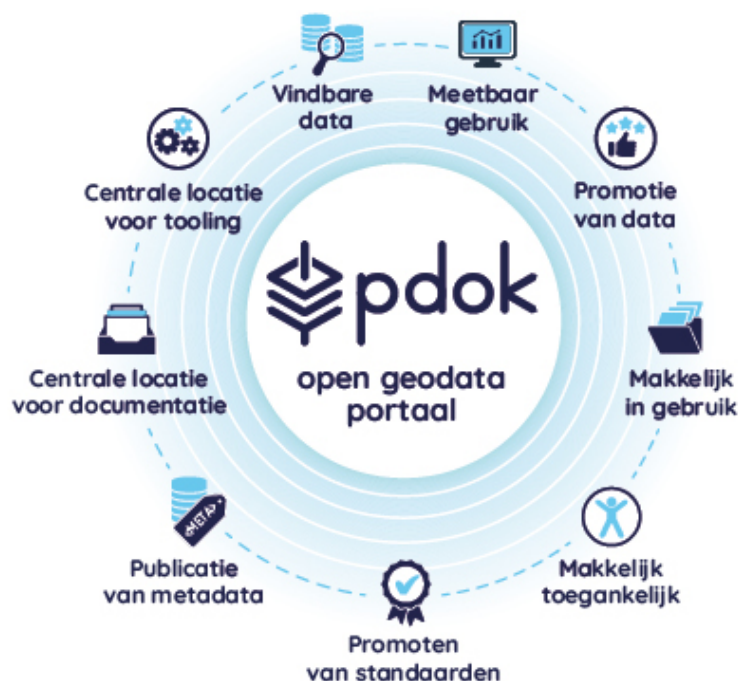 Vindbare
data
Meetbaar
gebruik
Centrale locatie
voor tooling
Promotie
van data
pdok
open geodata
portaal
Centrale locatie
voor documentatie
Makkelijk
in gebruik
META
Publicatie
van metadata
Makkelijk
toegankelijk
Promoten
van standaarden